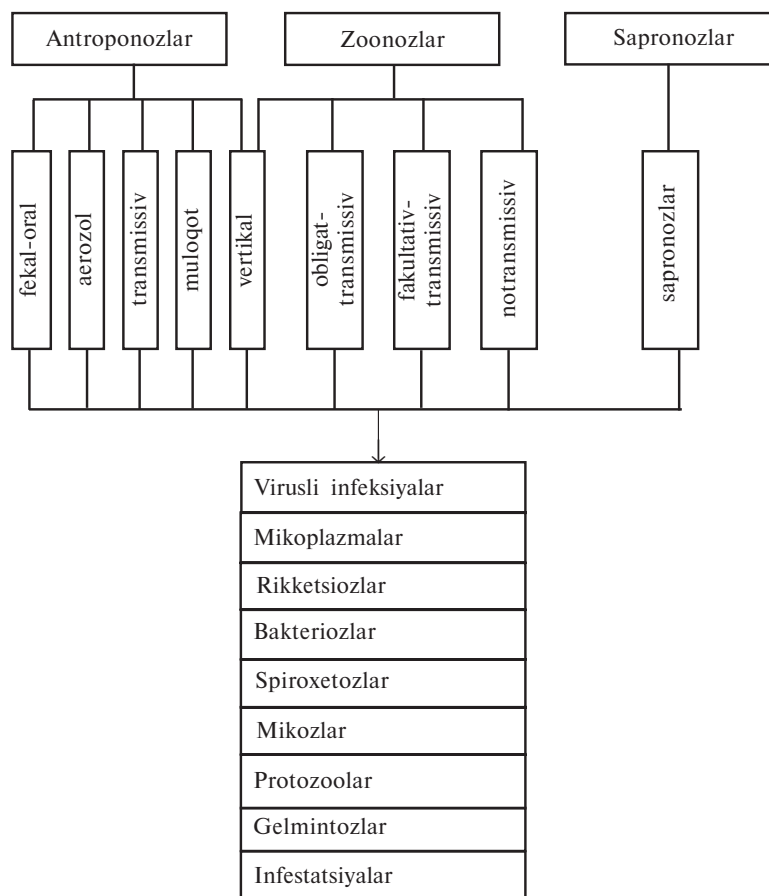 Antroponozlar
Zoonozlar
Sapronozlar
fekal-oral
aerozol
transmissiv
muloqot
vertikal
obligat-
transmissiv
fakultativ-
transmissiv
notransmissiv
sapronozlar
Virusli infeksiyalar
Mikoplazmalar
Rikketsiozlar
Bakteriozlar
Spiroxetozlar
Mikozlar
Protozoolar
Gelmintozlar
Infestatsiyalar